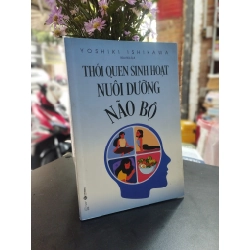 YOSHIKI ISHIKAWA
THÓI QUEN SINH HOẠT
NUÔI DƯỠNG
NÃO BỘ